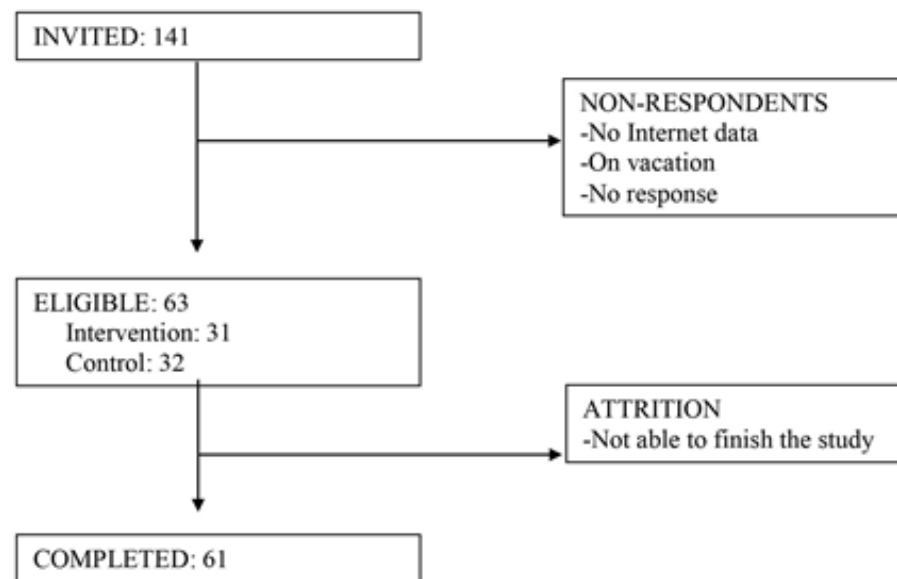 INVITED: 141
NON-RESPONDENTS
-No Internet data
-On vacation
-No response
ELIGIBLE: 63
Intervention: 31
Control: 32
ATTRITION
-Not able to finish the study
COMPLETED: 61